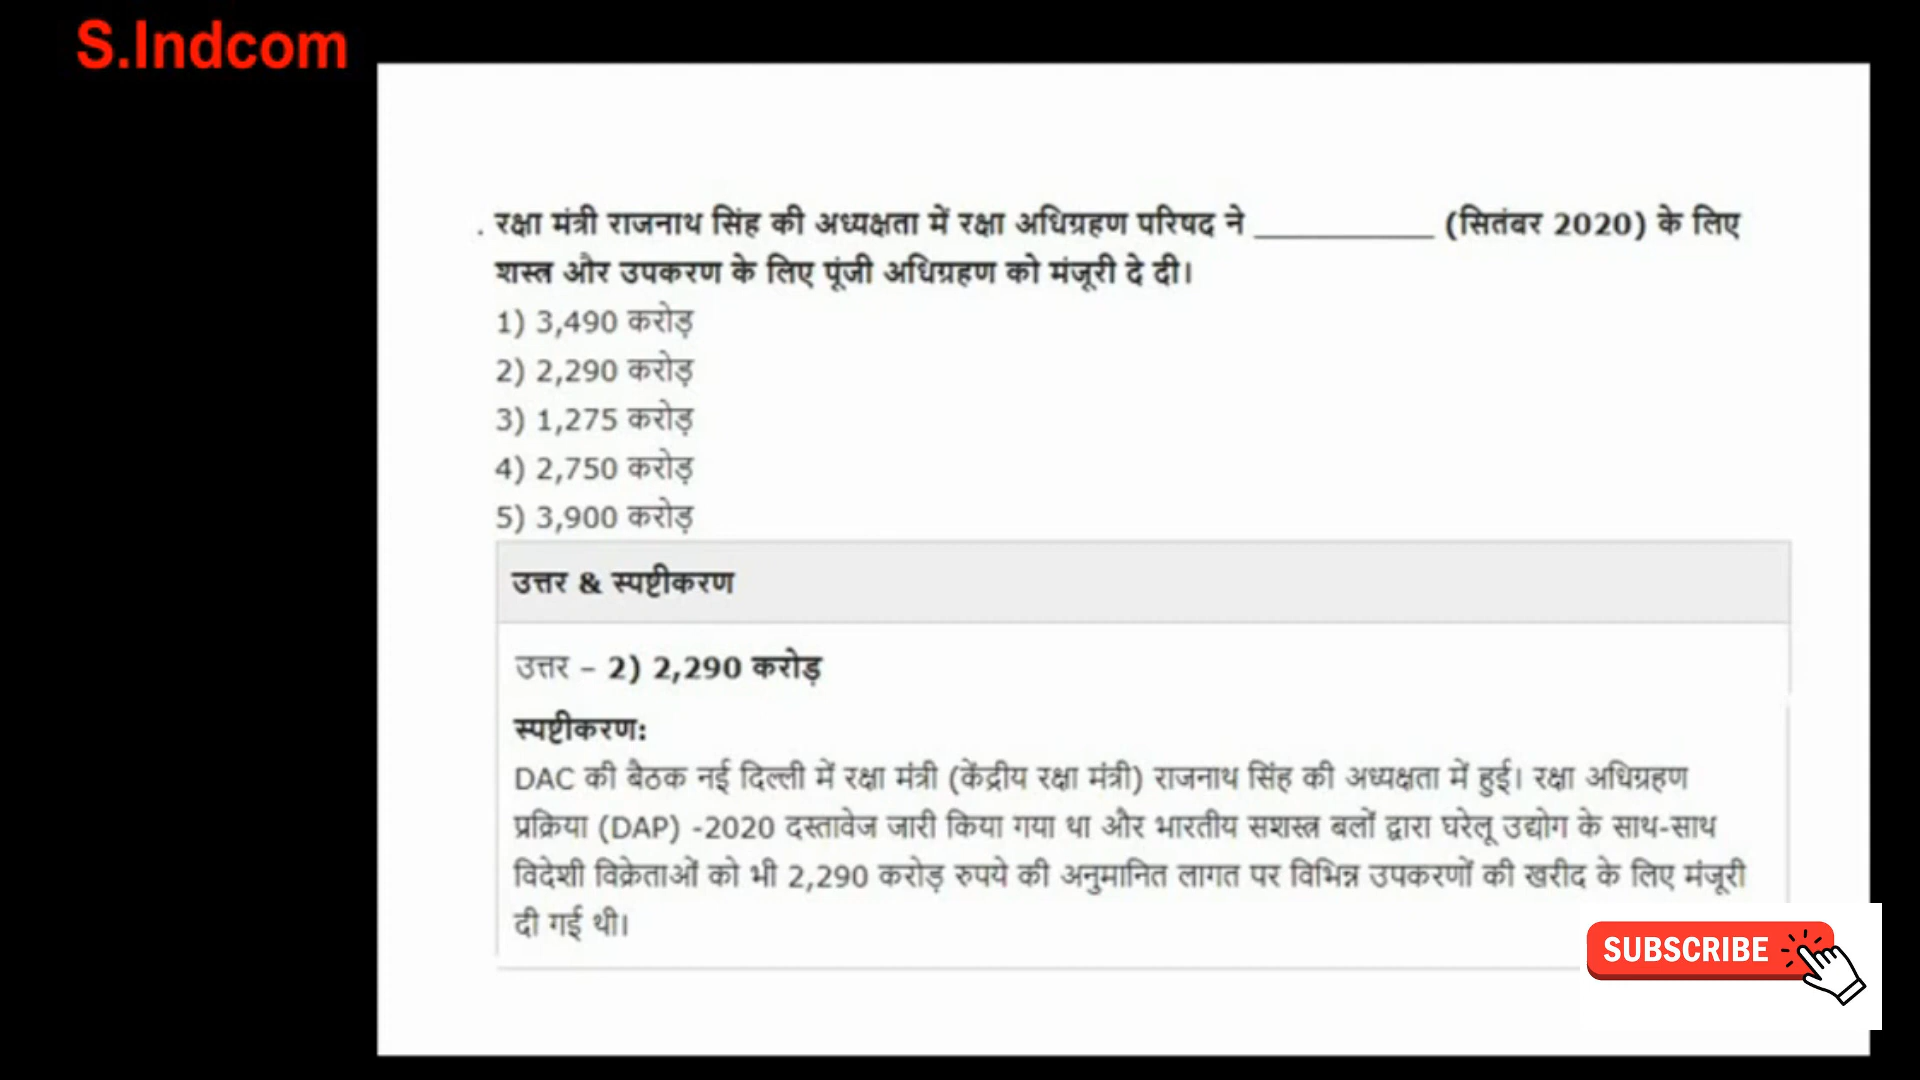 S.Indcom
. रक्षा मंत्री राजनाथ सिंह की अध्यक्षता में रक्षा अधिग्रहण परिषद ने ___________ (सितंबर 2020) के लिए
शस्त्र और उपकरण के लिए पूंजी अधिग्रहण को मंजूरी दे दी।
1) 3,490 करोड़
2) 2,290 करोड़
3) 1,275 करोड़
4) 2,750 करोड़
5) 3,900 करोड़
उत्तर & स्पष्टीकरण
उत्तर – 2) 2,290 करोड़
स्पष्टीकरण:
DAC की बैठक नई दिल्ली में रक्षा मंत्री (केंद्रीय रक्षा मंत्री) राजनाथ सिंह की अध्यक्षता में हुई। रक्षा अधिग्रहण
प्रक्रिया (DAP) -2020 दस्तावेज जारी किया गया था और भारतीय सशस्त्र बलों द्वारा घरेलू उद्योग के साथ-साथ
विदेशी विक्रेताओं को भी 2,290 करोड़ रुपये की अनुमानित लागत पर विभिन्न उपकरणों की खरीद के लिए मंजूरी
दी गई थी।
SUBSCRIBE